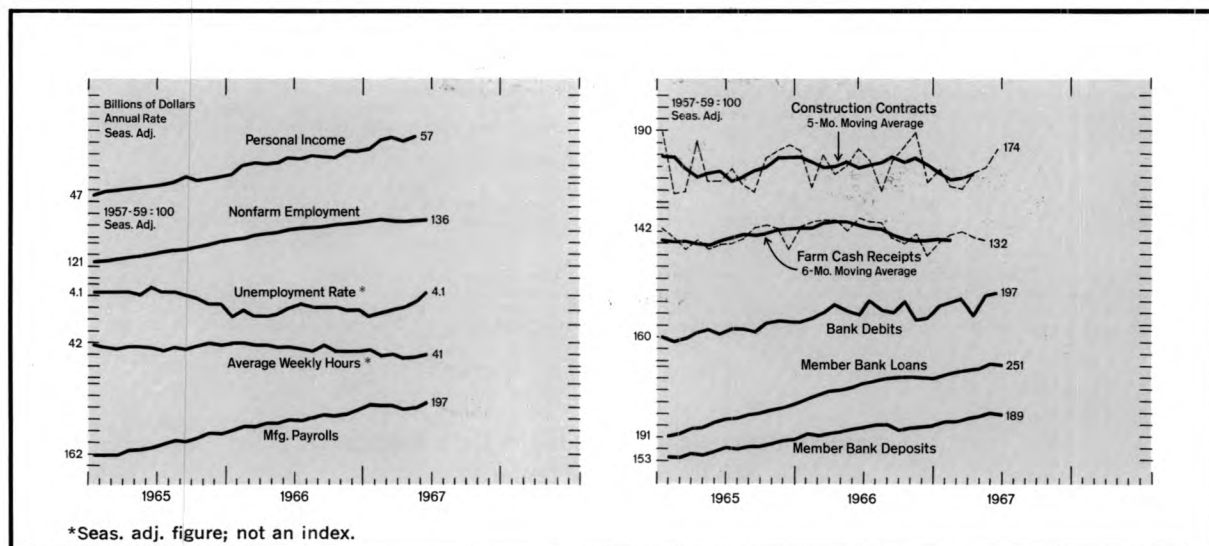 Billions of Dollars
Annual Rate
Seas. Adj.
Personal Income
57
47
1957-59 : 100
Seas. Adj.
Nonfarm Employment
136
121
4.1
Unemployment Rate *
4.1
42
Average Weekly Hours *
41
197
Mfg. Payrolls
162
1965
1966
1967
1957-59 : 100
Seas. Adj.
Construction Contracts
5-Mo. Moving Average
190
174
142
132
Farm Cash Receipts
6-Mo. Moving Average
197
Bank Debits
160
Member Bank Loans
251
191
189
Member Bank Deposits
153
1965
1966
1967
*Seas. adj. figure; not an index.